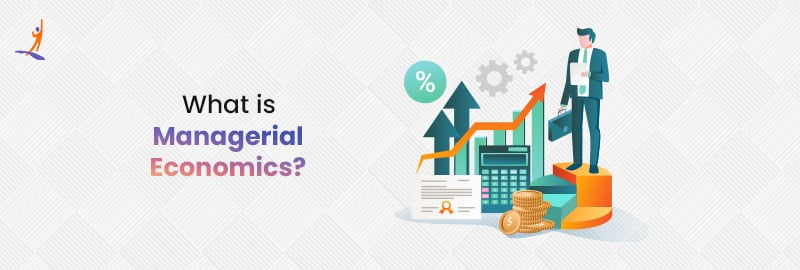 What is
Managerial
Economics?
%
$